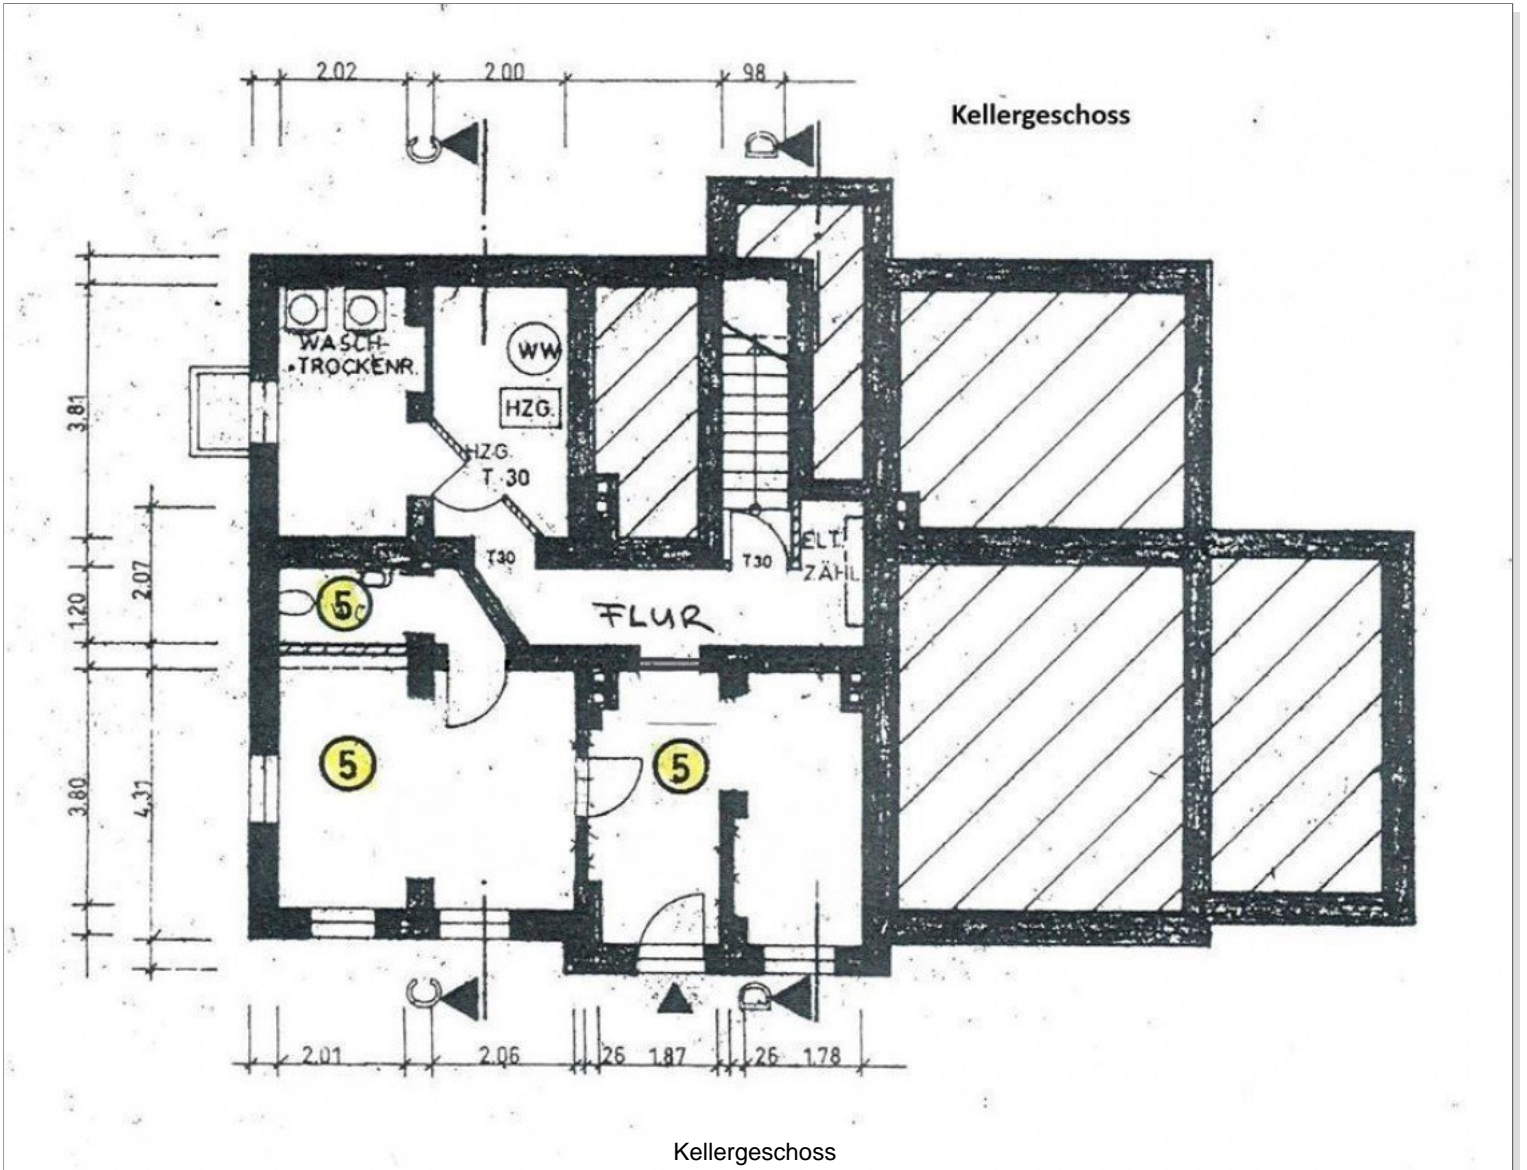 2.02
2.00
98
Kellergeschoss
C
D
WASCH-
TROCKENR.
WW
HZG.
HZG.
T 30
3.81
T30
T30
ELT.
ZÄHL
2.07
1.20
5
WC
FLUR
5
5
3.80
4.31
C
D
2.01
2.06
26
1.87
26
1.78
Kellergeschoss